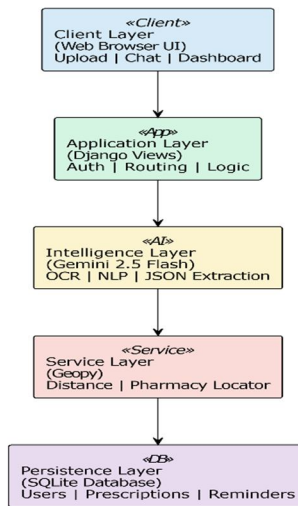 «Client»
Client Layer
(Web Browser UI)
Upload | Chat | Dashboard
«App»
Application Layer
(Django Views)
Auth | Routing | Logic
«AI»
Intelligence Layer
(Gemini 2.5 Flash)
OCR | NLP | JSON Extraction
«Service»
Service Layer
(Geopy)
Distance | Pharmacy Locator
«DB»
Persistence Layer
(SQLite Database)
Users | Prescriptions | Reminders